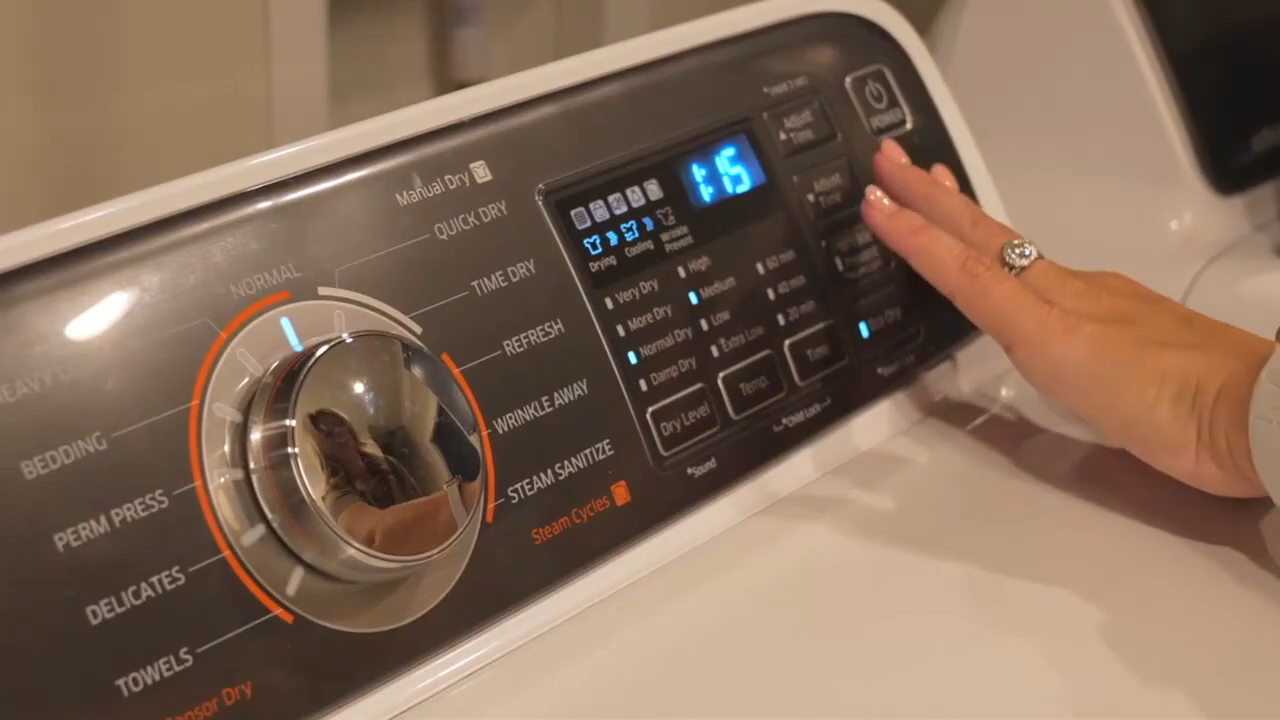 Manual Dry
QUICK DRY
NORMAL
TIME DRY
REFRESH
BEDDING
WRINKLE AWAY
PERM PRESS
STEAM SANITIZE
DELICATES
Steam Cycles
TOWELS
Sensor Dry
1:15
Drying
Cooling
Wrinkle
Prevent
Very Dry
More Dry
Normal Dry
Damp Dry
Dry Level
*Sound
High
Medium
Low
Extra Low
Temp.
60 min
40 min
20 min
Time
*Child Lock
Adjust
Time
Adjust
Time
Eco Dry
POWER
HEAVY